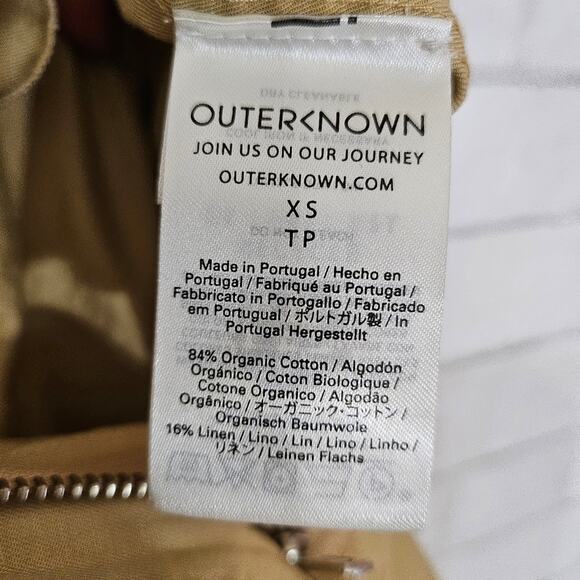 OUTERKNOWN
JOIN US ON OUR JOURNEY
OUTERKNOWN.COM
XS
TP
Made in Portugal / Hecho en
Portugal / Fabriqué au Portugal /
Fabbricato in Portogallo / Fabricado
em Portugual / ポルトガル製 / In
Portugal Hergestellt
84% Organic Cotton / Algodón
Orgánico / Coton Biologique /
Cotone Organico / Algodão
Orgânico / オーガニック・コットン /
Organisch Baumwole
16% Linen / Lino / Lin / Lino / Linho /
リネン / Leinen Flachs